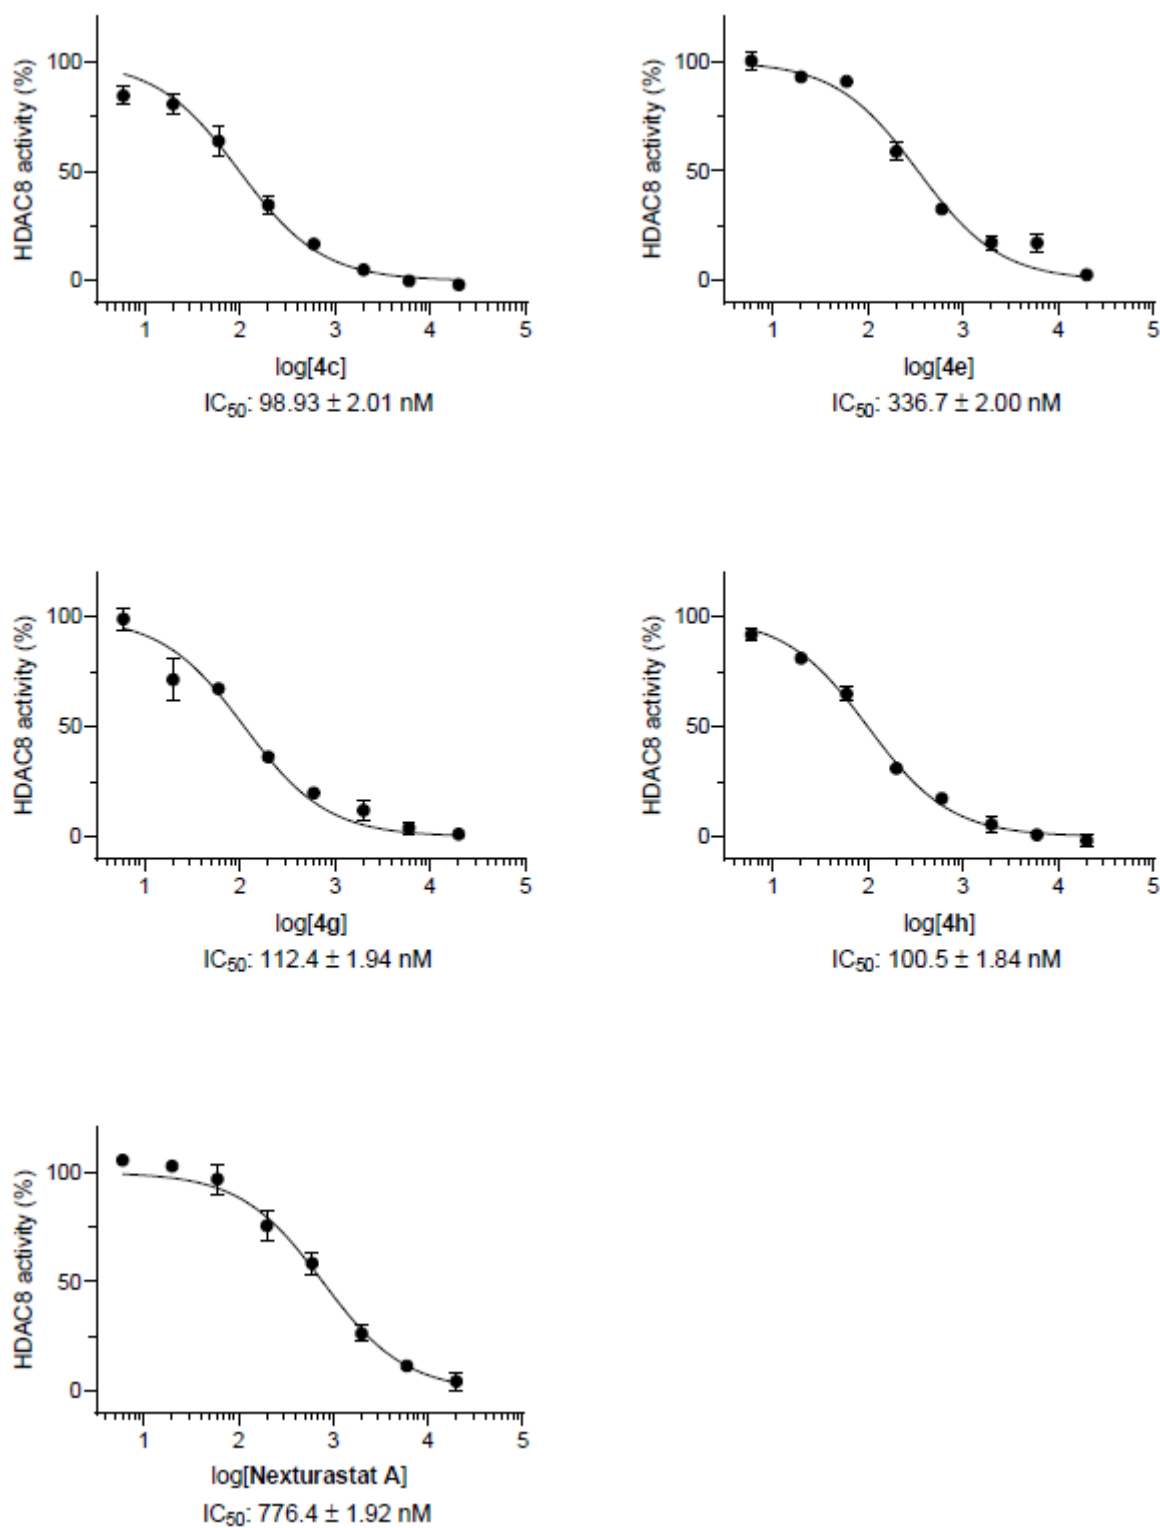 HDAC8 activity (%)
100
50
0
1 2 3 4 5
log[4c]
IC50: 98.93 ± 2.01 nM
HDAC8 activity (%)
100
50
0
1 2 3 4 5
log[4e]
IC50: 336.7 ± 2.00 nM
HDAC8 activity (%)
100
50
0
1 2 3 4 5
log[4g]
IC50: 112.4 ± 1.94 nM
HDAC8 activity (%)
100
50
0
1 2 3 4 5
log[4h]
IC50: 100.5 ± 1.84 nM
HDAC8 activity (%)
100
50
0
1 2 3 4 5
log[Nexturastat A]
IC50: 776.4 ± 1.92 nM